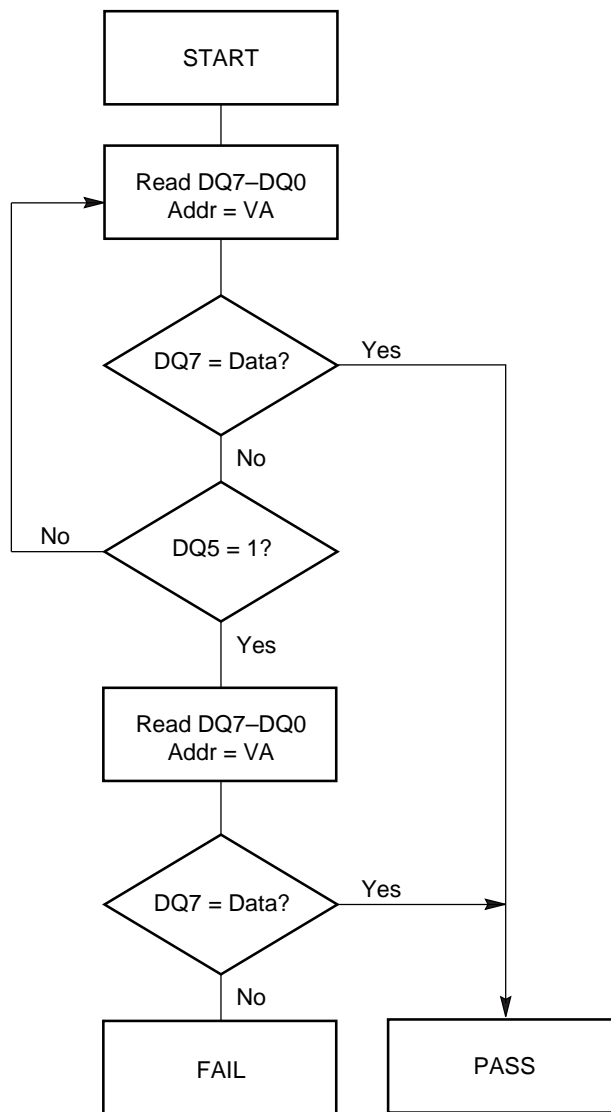 START
Read DQ7–DQ0
Addr = VA
DQ7 = Data?
Yes
No
No
DQ5 = 1?
Yes
Read DQ7–DQ0
Addr = VA
DQ7 = Data?
Yes
No
FAIL
PASS